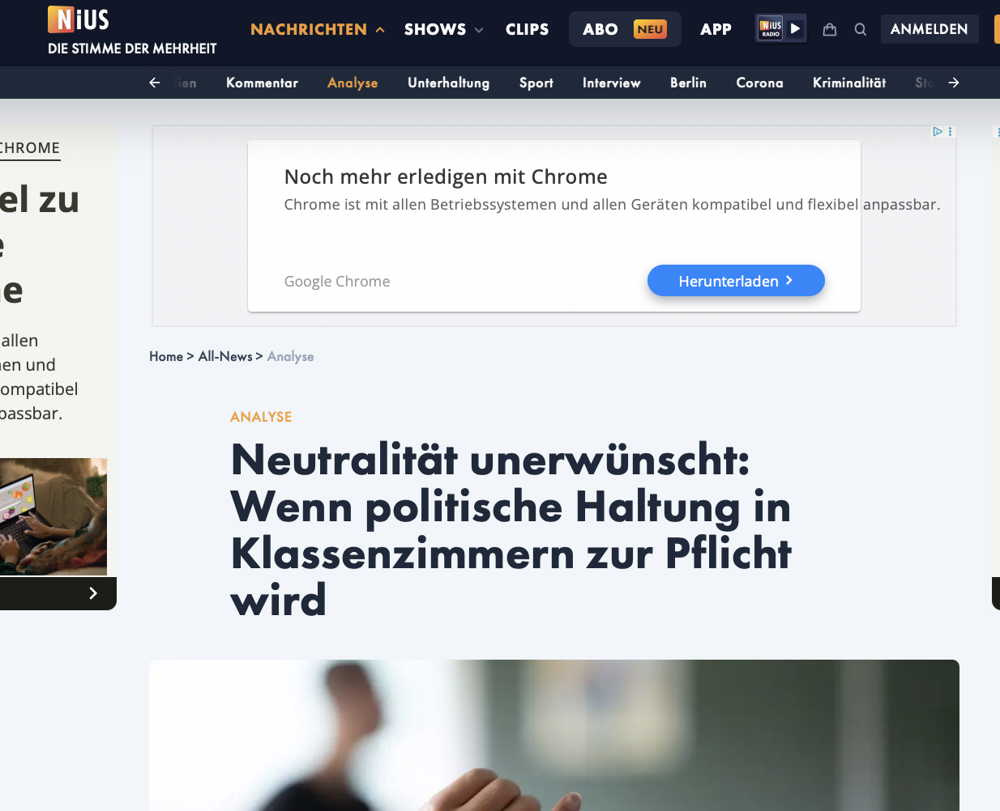 NiUS
DIE STIMME DER MEHRHEIT
NACHRICHTEN SHOWS CLIPS ABO NEU APP NiUS RADIO ANMELDEN
Kommentar Analyse Unterhaltung Sport Interview Berlin Corona Kriminalität
CHROME
el zu
e
e
allen
en und
ompatibel
passbar.
Noch mehr erledigen mit Chrome
Chrome ist mit allen Betriebssystemen und allen Geräten kompatibel und flexibel anpassbar.
Google Chrome
Herunterladen
Home > All-News > Analyse
ANALYSE
Neutralität unerwünscht:
Wenn politische Haltung in
Klassenzimmern zur Pflicht
wird